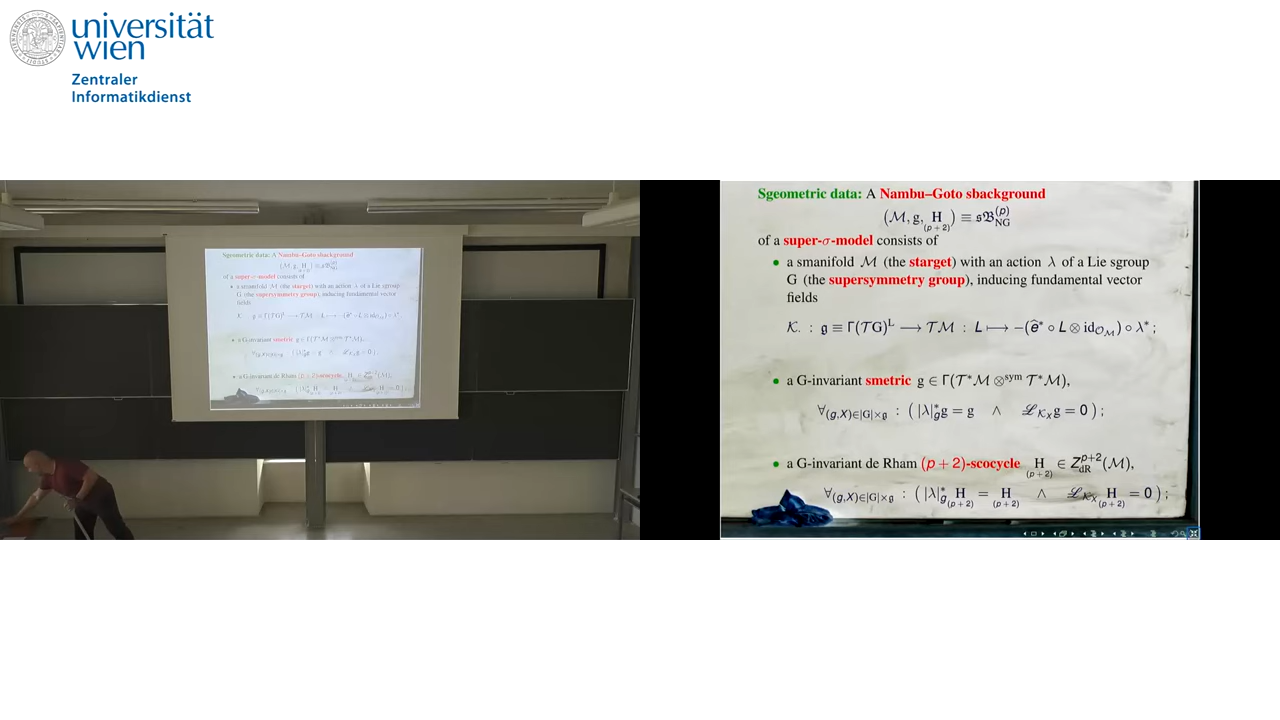 universität
wien
Zentraler
Informatikdienst
Sgeometric data: A Nambu–Goto sbackground
(ℳ, g, H_(p+2)) ≡ s𝔅_NG^(p)
of a super-σ-model consists of
• a smanifold ℳ (the starget) with an action λ of a Lie sgroup
G (the supersymmetry group), inducing fundamental vector
fields
𝒦. : 𝔤 ≡ Γ(𝒯G)^L ⟶ 𝒯ℳ : L ⟼ −(ê* ∘ L ⊗ id_𝒪ℳ) ∘ λ* ;
• a G-invariant smetric g ∈ Γ(𝒯*ℳ ⊗^sym 𝒯*ℳ),
∀_(g,X)∈|G|×𝔤 : ( |λ|*_g g = g ∧ ℒ_𝒦X g = 0 ) ;
• a G-invariant de Rham (p + 2)-scocycle H_(p+2) ∈ Z_dR^p+2(ℳ),
∀_(g,X)∈|G|×𝔤 : ( |λ|*_g H_(p+2) = H_(p+2) ∧ ℒ_𝒦X H_(p+2) = 0 ) ;